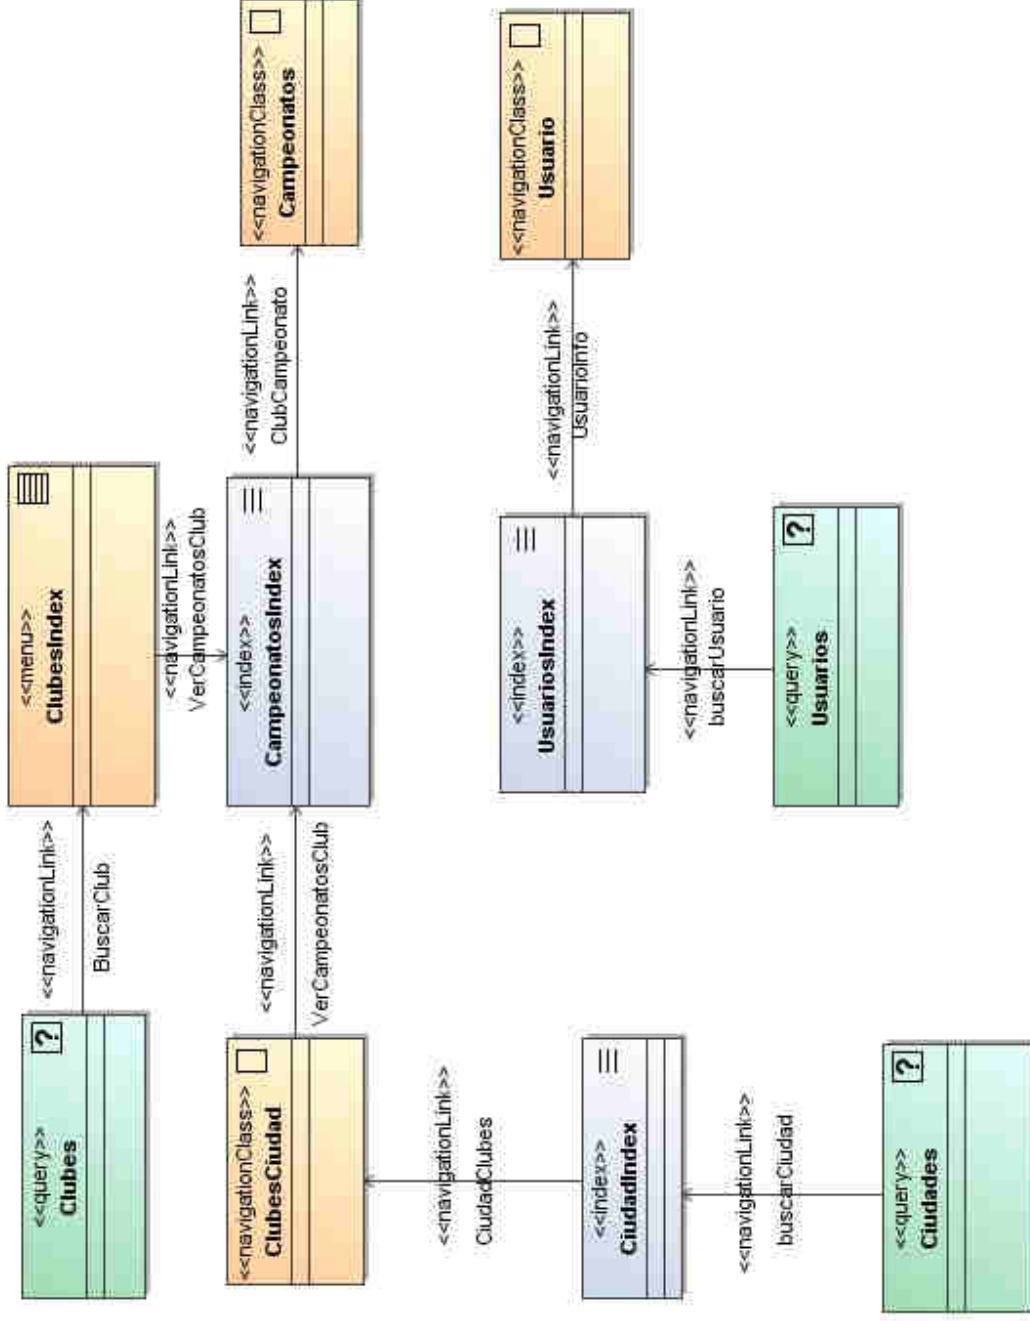 <<query>>
Clubes
<<navigationLink>>
BuscarClub
<<menu>>
ClubesIndex
<<navigationLink>>
VerCampeonatosClub
<<navigationClass>>
ClubesCiudad
<<navigationLink>>
VerCampeonatosClub
<<index>>
CampeonatosIndex
<<navigationLink>>
ClubCampeonato
<<navigationClass>>
Campeonatos
<<navigationLink>>
CiudadClubes
<<index>>
CiudadIndex
<<navigationLink>>
buscarCiudad
<<query>>
Ciudades
<<index>>
UsuariosIndex
<<navigationLink>>
UsuarioInfo
<<navigationClass>>
Usuario
<<navigationLink>>
buscarUsuario
<<query>>
Usuarios